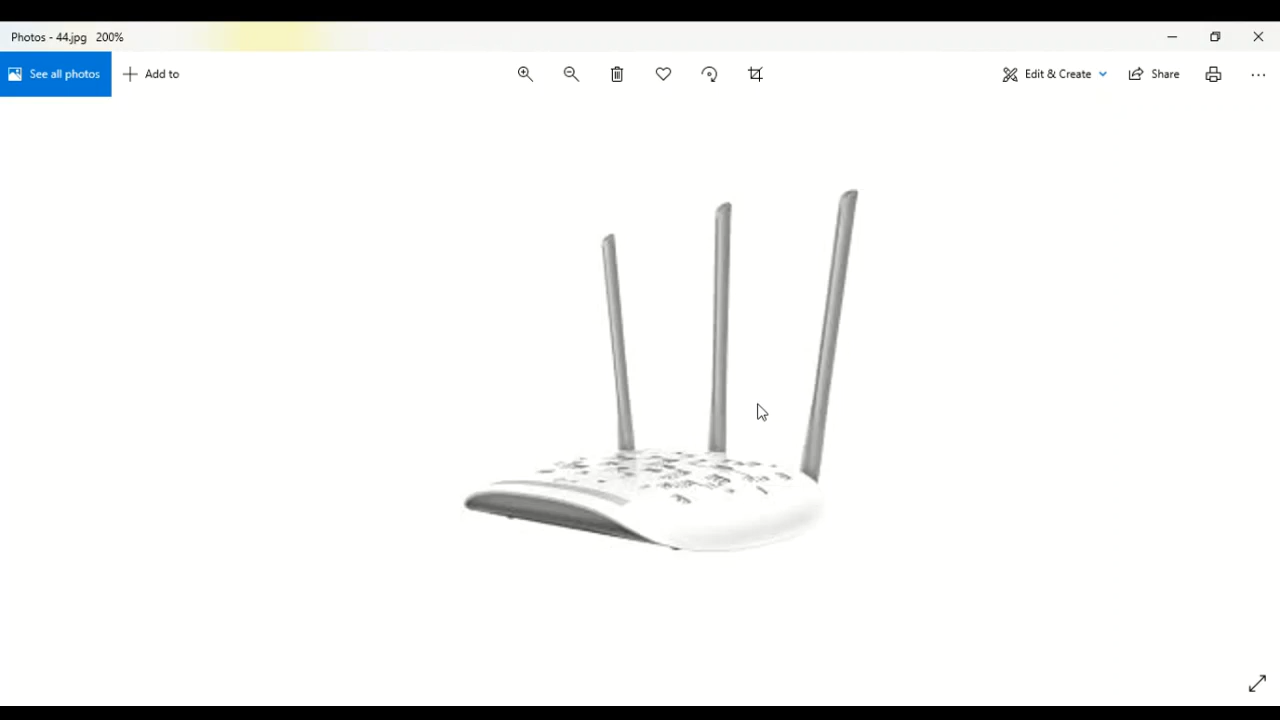 Photos - 44.jpg 200%
See all photos
Add to
Edit & Create
Share